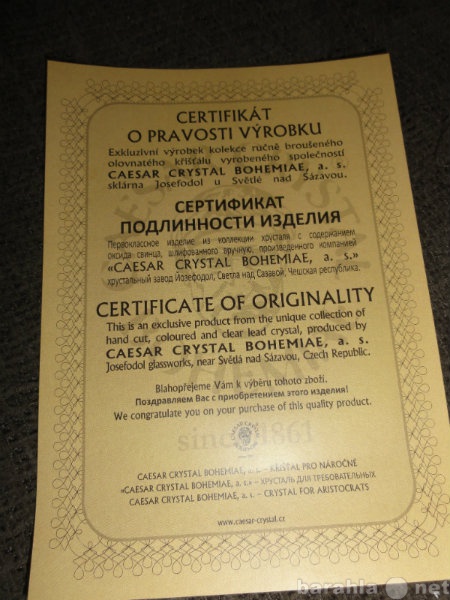 CERTIFIKÁT
O PRAVOSTI VÝROBKU
Exkluzivní výrobek kolekce ručně broušeného
olovnatého křišťálu vyrobeného společností
CAESAR CRYSTAL BOHEMIAE, a. s.
sklárna Josefodol u Světlé nad Sázavou.
СЕРТИФИКАТ
ПОДЛИННОСТИ ИЗДЕЛИЯ
Первоклассное изделие из коллекции хрусталя с содержанием
оксида свинца, шлифованного вручную, произведенного компанией
«CAESAR CRYSTAL BOHEMIAE, a. s.»
хрустальный завод Йозефодол, Светла над Сазавой, Чешская республика.
CERTIFICATE OF ORIGINALITY
This is an exclusive product from the unique collection of
hand cut, coloured and clear lead crystal, produced by
CAESAR CRYSTAL BOHEMIAE, a. s.
Josefodol glassworks, near Světlá nad Sázavou, Czech Republic.
Blahopřejeme Vám k výběru tohoto zboží.
Поздравляем Вас с приобретением этого изделия!
We congratulate you on your purchase of this quality product.
since 1861
CAESAR CRYSTAL BOHEMIAE, a. s. – KŘIŠŤÁL PRO NÁROČNÉ
«CAESAR CRYSTAL BOHEMIAE, a. s.» – ХРУСТАЛЬ ДЛЯ ТРЕБОВАТЕЛЬНЫХ
CAESAR CRYSTAL BOHEMIAE, a. s. – CRYSTAL FOR ARISTOCRATS
www.caesar-crystal.cz
barahla.net